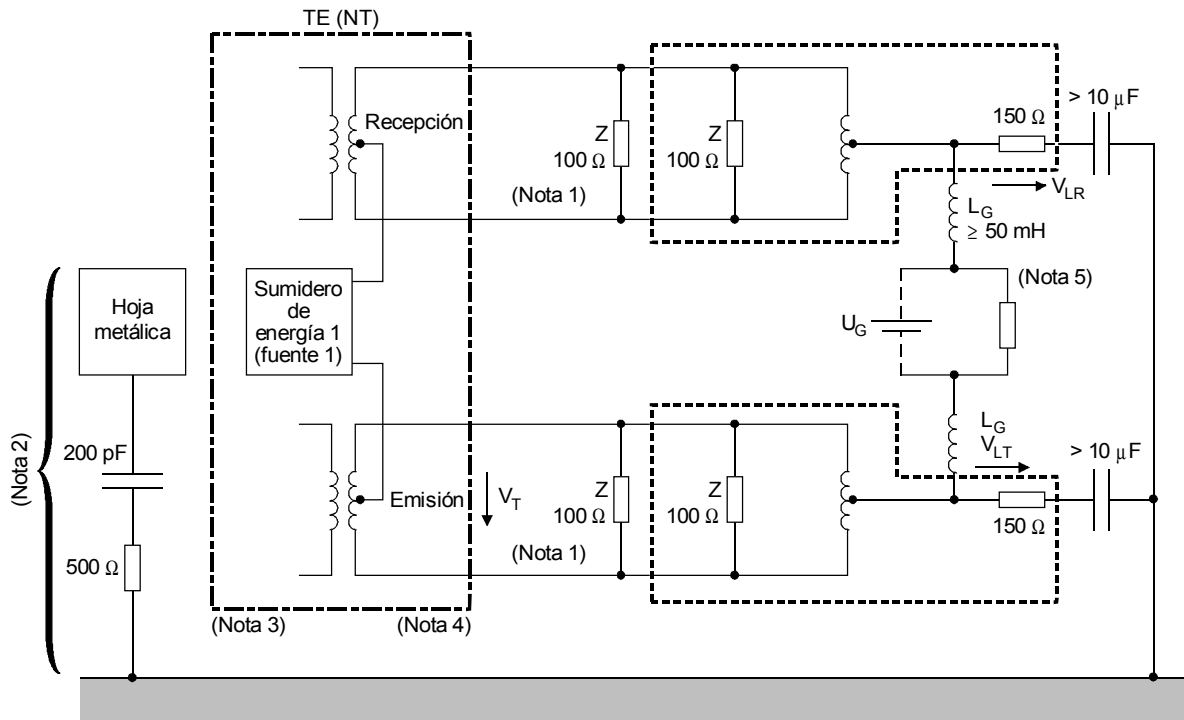 TE (NT)
Recepción
Z
100 Ω
(Nota 1)
Z
100 Ω
150 Ω
> 10 μF
V_LR
L_G
≥ 50 mH
(Nota 5)
U_G
Hoja
metálica
Sumidero
de
energía 1
(fuente 1)
(Nota 2)
200 pF
500 Ω
Emisión
V_T
Z
100 Ω
(Nota 1)
Z
100 Ω
L_G
V_LT
> 10 μF
150 Ω
(Nota 3)
(Nota 4)